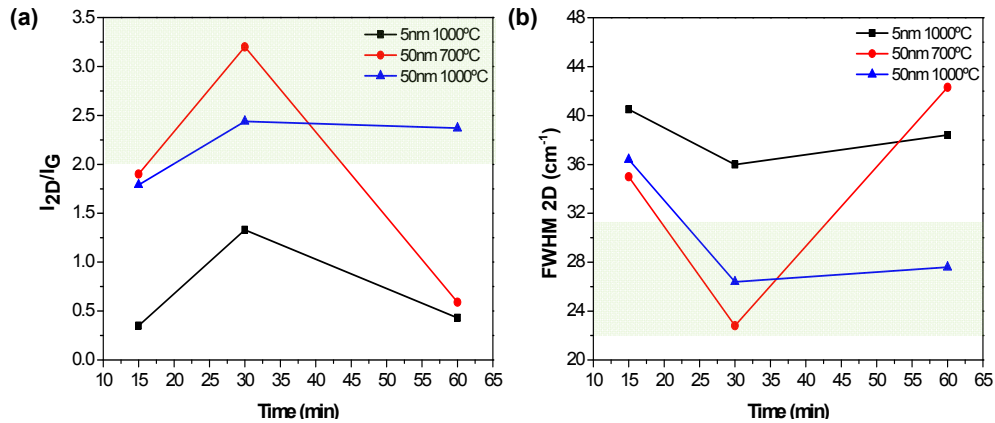 (a)
3.5
3.0
2.5
2.0
1.5
1.0
0.5
0.0
I2D/IG
5nm 1000ºC
50nm 700ºC
50nm 1000ºC
10 15 20 25 30 35 40 45 50 55 60 65
Time (min)
(b)
48
44
40
36
32
28
24
20
FWHM 2D (cm-1)
5nm 1000ºC
50nm 700ºC
50nm 1000ºC
10 15 20 25 30 35 40 45 50 55 60 65
Time (min)